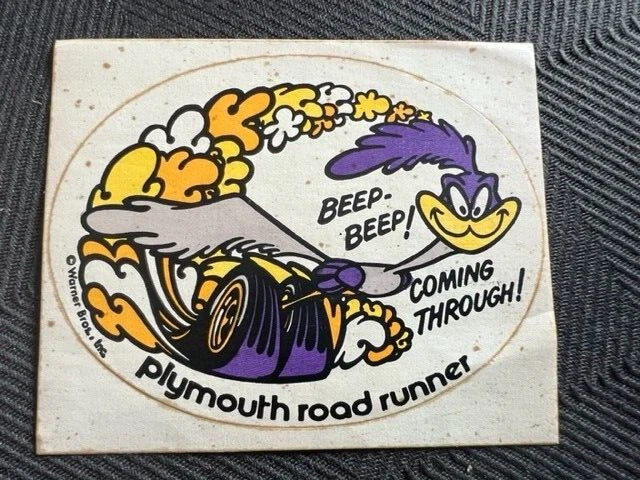 BEEP-
BEEP!
COMING
THROUGH!
© Warner Bros., Inc
plymouth road runner